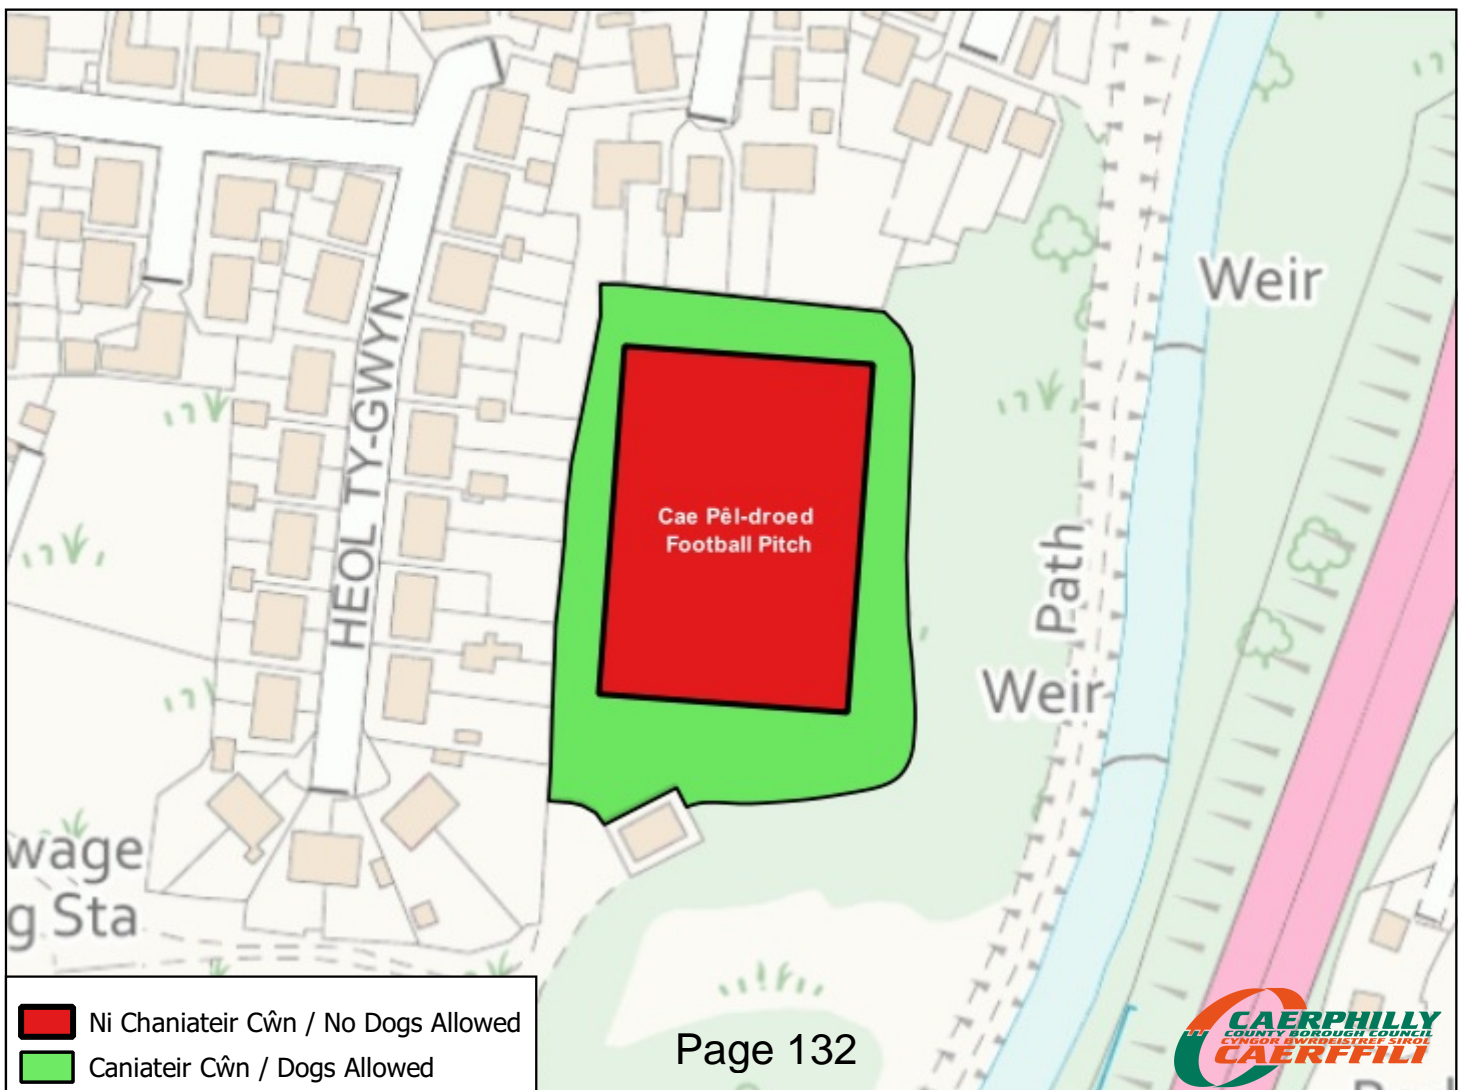 Weir
HEOL TY-GWYN
Cae Pêl-droed
Football Pitch
Path
Weir
wage
g Sta
Ni Chaniateir Cŵn / No Dogs Allowed
Caniateir Cŵn / Dogs Allowed
Page 132
CAERPHILLY
COUNTY BOROUGH COUNCIL
CYNGOR BWRDEISTREF SIROL
CAERFFILI